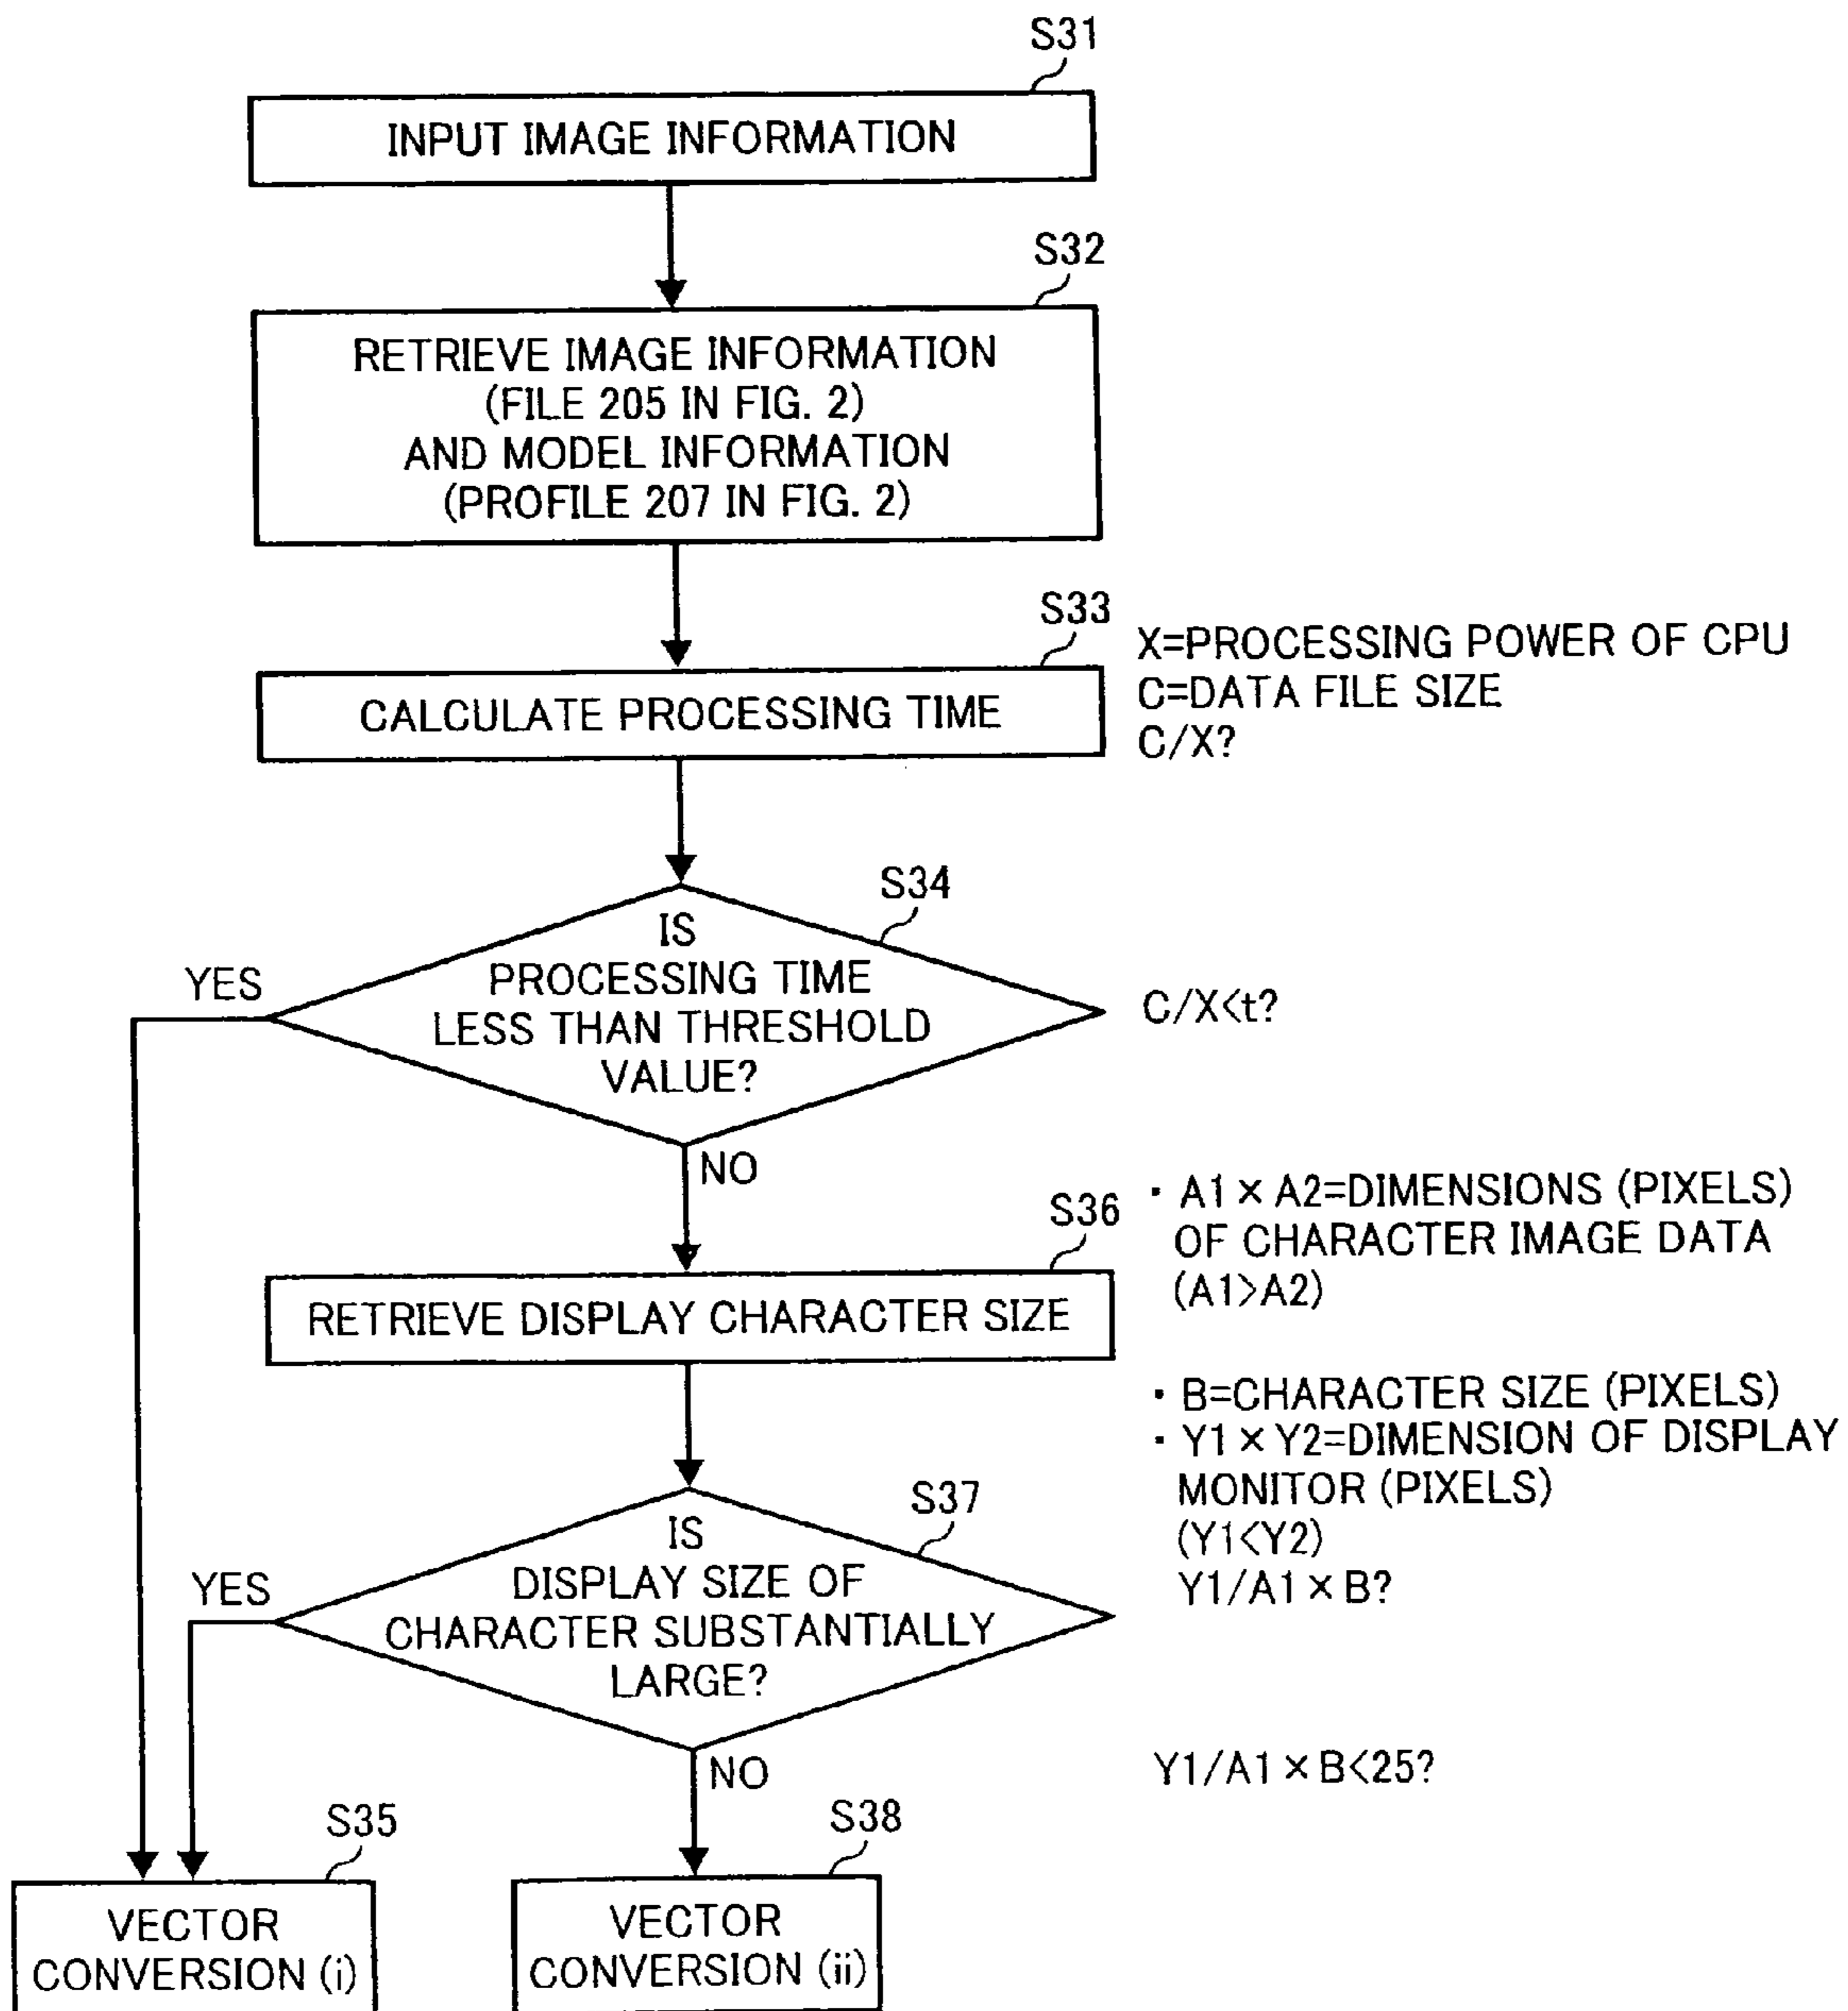 S31
INPUT IMAGE INFORMATION
S32
RETRIEVE IMAGE INFORMATION
(FILE 205 IN FIG. 2)
AND MODEL INFORMATION
(PROFILE 207 IN FIG. 2)
S33
CALCULATE PROCESSING TIME
X=PROCESSING POWER OF CPU
C=DATA FILE SIZE
C/X?
S34
IS
PROCESSING TIME
LESS THAN THRESHOLD
VALUE?
YES
C/X<t?
NO
S36
RETRIEVE DISPLAY CHARACTER SIZE
・A1×A2=DIMENSIONS (PIXELS)
OF CHARACTER IMAGE DATA
(A1>A2)
・B=CHARACTER SIZE (PIXELS)
・Y1×Y2=DIMENSION OF DISPLAY
MONITOR (PIXELS)
(Y1<Y2)
Y1/A1×B?
S37
IS
DISPLAY SIZE OF
CHARACTER SUBSTANTIALLY
LARGE?
YES
NO
Y1/A1×B<25?
S35
VECTOR
CONVERSION (i)
S38
VECTOR
CONVERSION (ii)